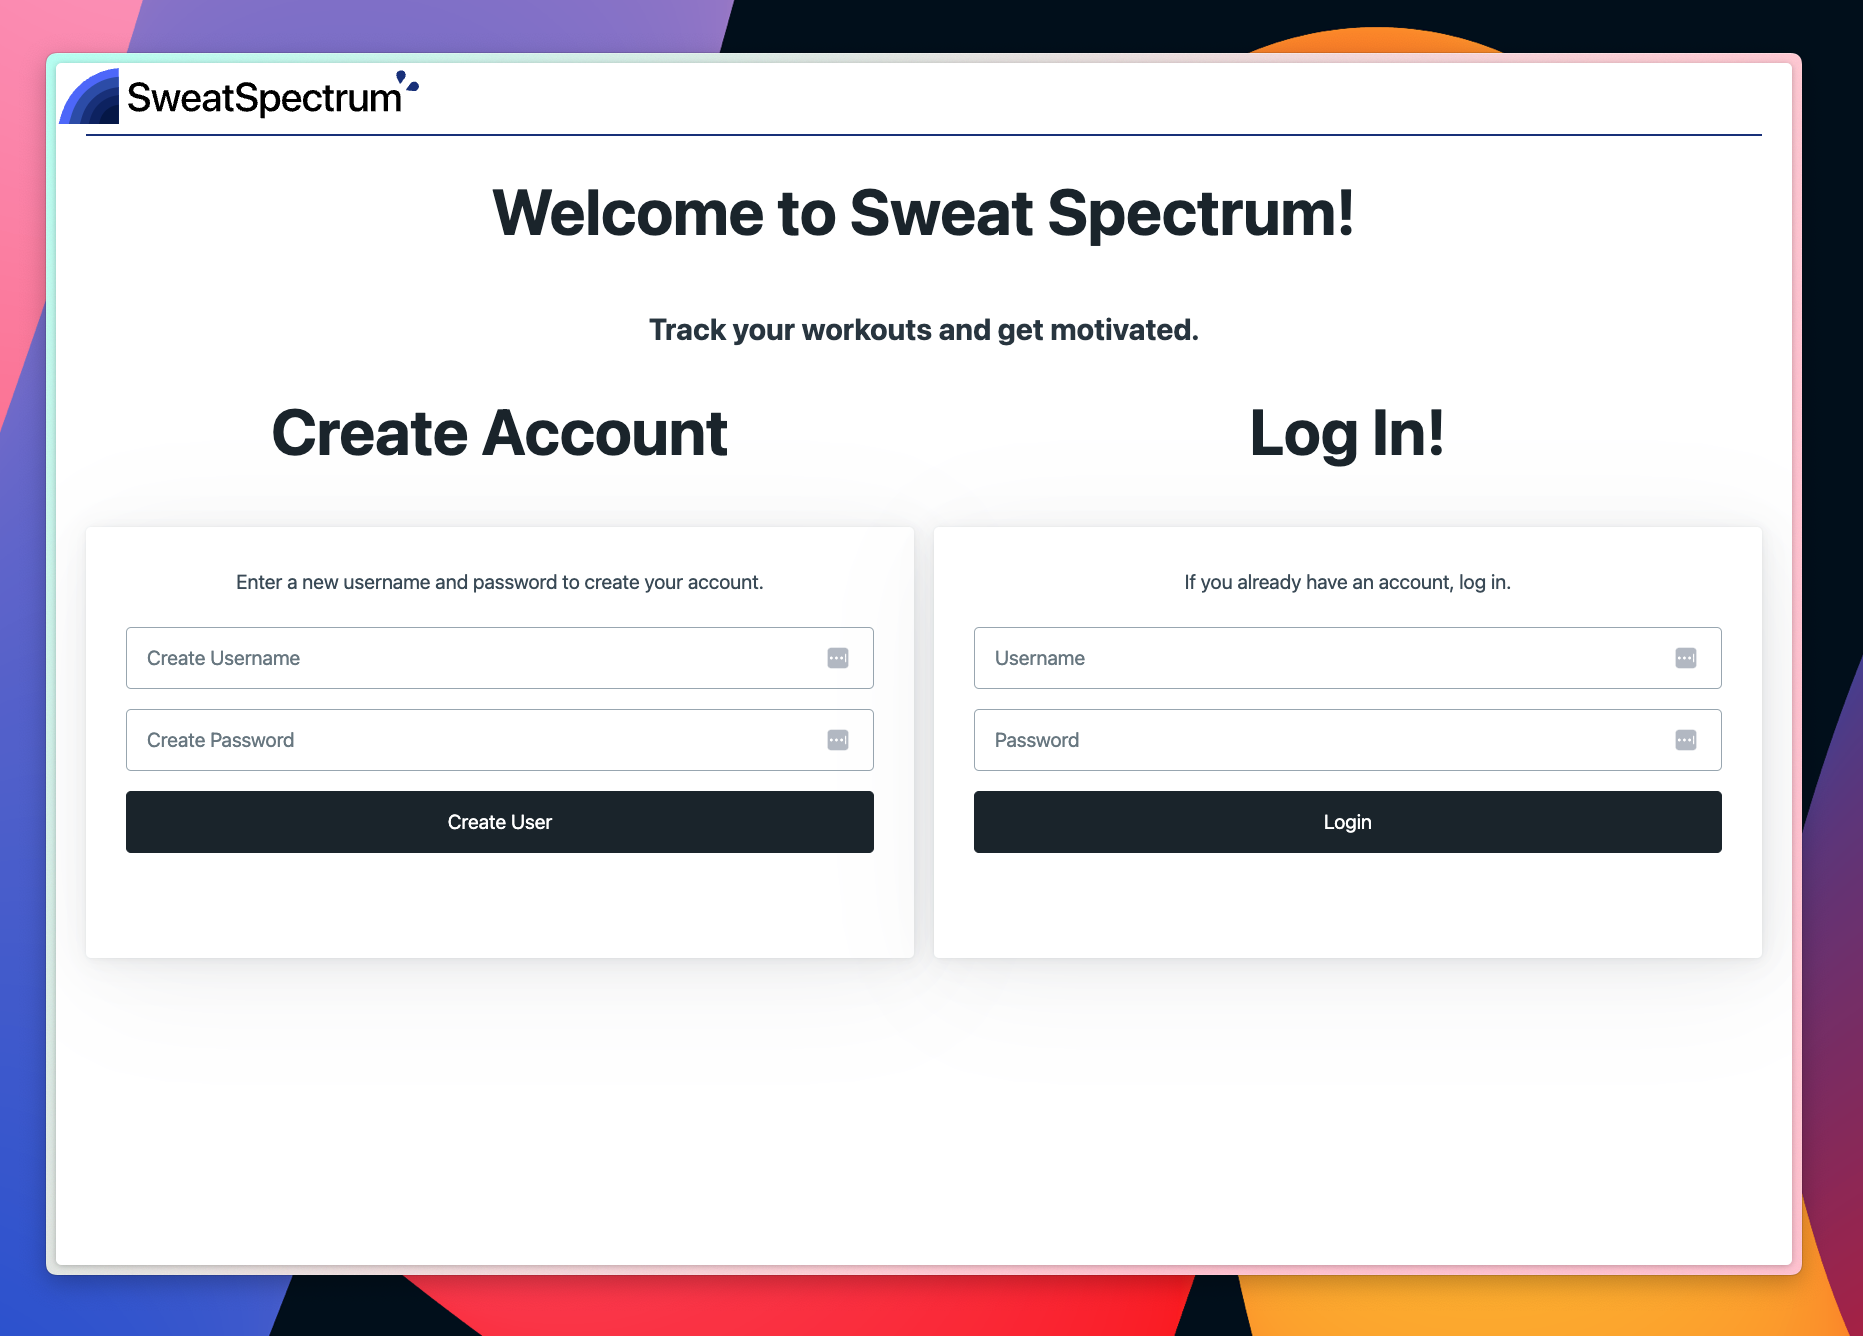 SweatSpectrum
Welcome to Sweat Spectrum!
Track your workouts and get motivated.
Create Account
Enter a new username and password to create your account.
Create Username
Create Password
Create User
Log In!
If you already have an account, log in.
Username
Password
Login